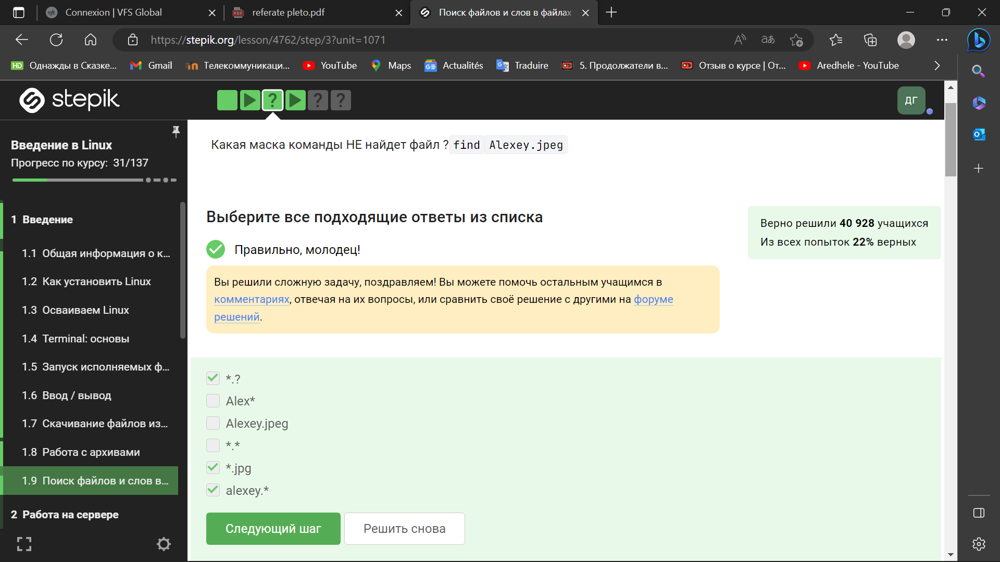 Connexion | VFS Global
referate pleto.pdf
Поиск файлов и слов в файлах
https://stepik.org/lesson/4762/step/3?unit=1071
Однажды в Сказке...
Gmail
Телекоммуникаци...
YouTube
Maps
Actualités
Traduire
5. Продолжатели в...
Отзыв о курсе | От...
Aredhele - YouTube
stepik
ДГ
Введение в Linux
Прогресс по курсу: 31/137
1 Введение
1.1 Общая информация о к...
1.2 Как установить Linux
1.3 Осваиваем Linux
1.4 Terminal: основы
1.5 Запуск исполняемых ф...
1.6 Ввод / вывод
1.7 Скачивание файлов из...
1.8 Работа с архивами
1.9 Поиск файлов и слов в...
2 Работа на сервере
Какая маска команды НЕ найдет файл ? find Alexey.jpeg
Выберите все подходящие ответы из списка
Правильно, молодец!
Вы решили сложную задачу, поздравляем! Вы можете помочь остальным учащимся в
комментариях, отвечая на их вопросы, или сравнить своё решение с другими на форуме
решений.
Верно решили 40 928 учащихся
Из всех попыток 22% верных
*.?
Alex*
Alexey.jpeg
*.*
*.jpg
alexey.*
Следующий шаг
Решить снова